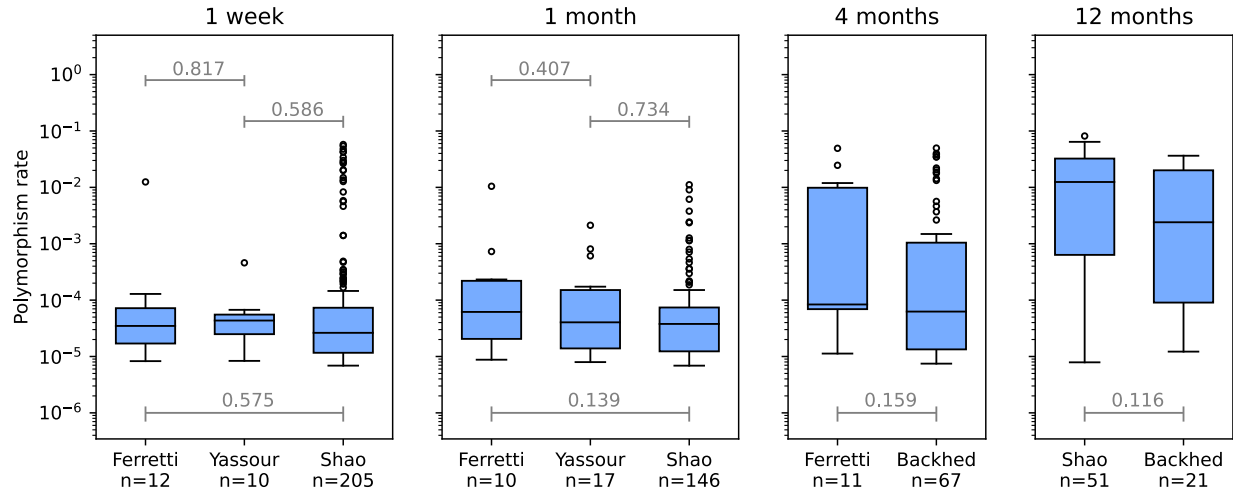 1 week
1 month
4 months
12 months
Polymorphism rate
10⁰
10⁻¹
10⁻²
10⁻³
10⁻⁴
10⁻⁵
10⁻⁶
0.817
0.586
0.575
0.407
0.734
0.139
0.159
0.116
Ferretti
n=12
Yassour
n=10
Shao
n=205
Ferretti
n=10
Yassour
n=17
Shao
n=146
Ferretti
n=11
Backhed
n=67
Shao
n=51
Backhed
n=21